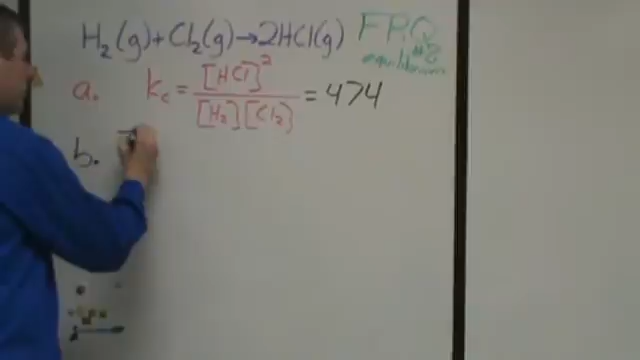 H₂(g)+Cl₂(g)→2HCl(g) FRQ
#8
equilibrium
a. Kc = [HCl]² / [H₂][Cl₂] = 474
b.